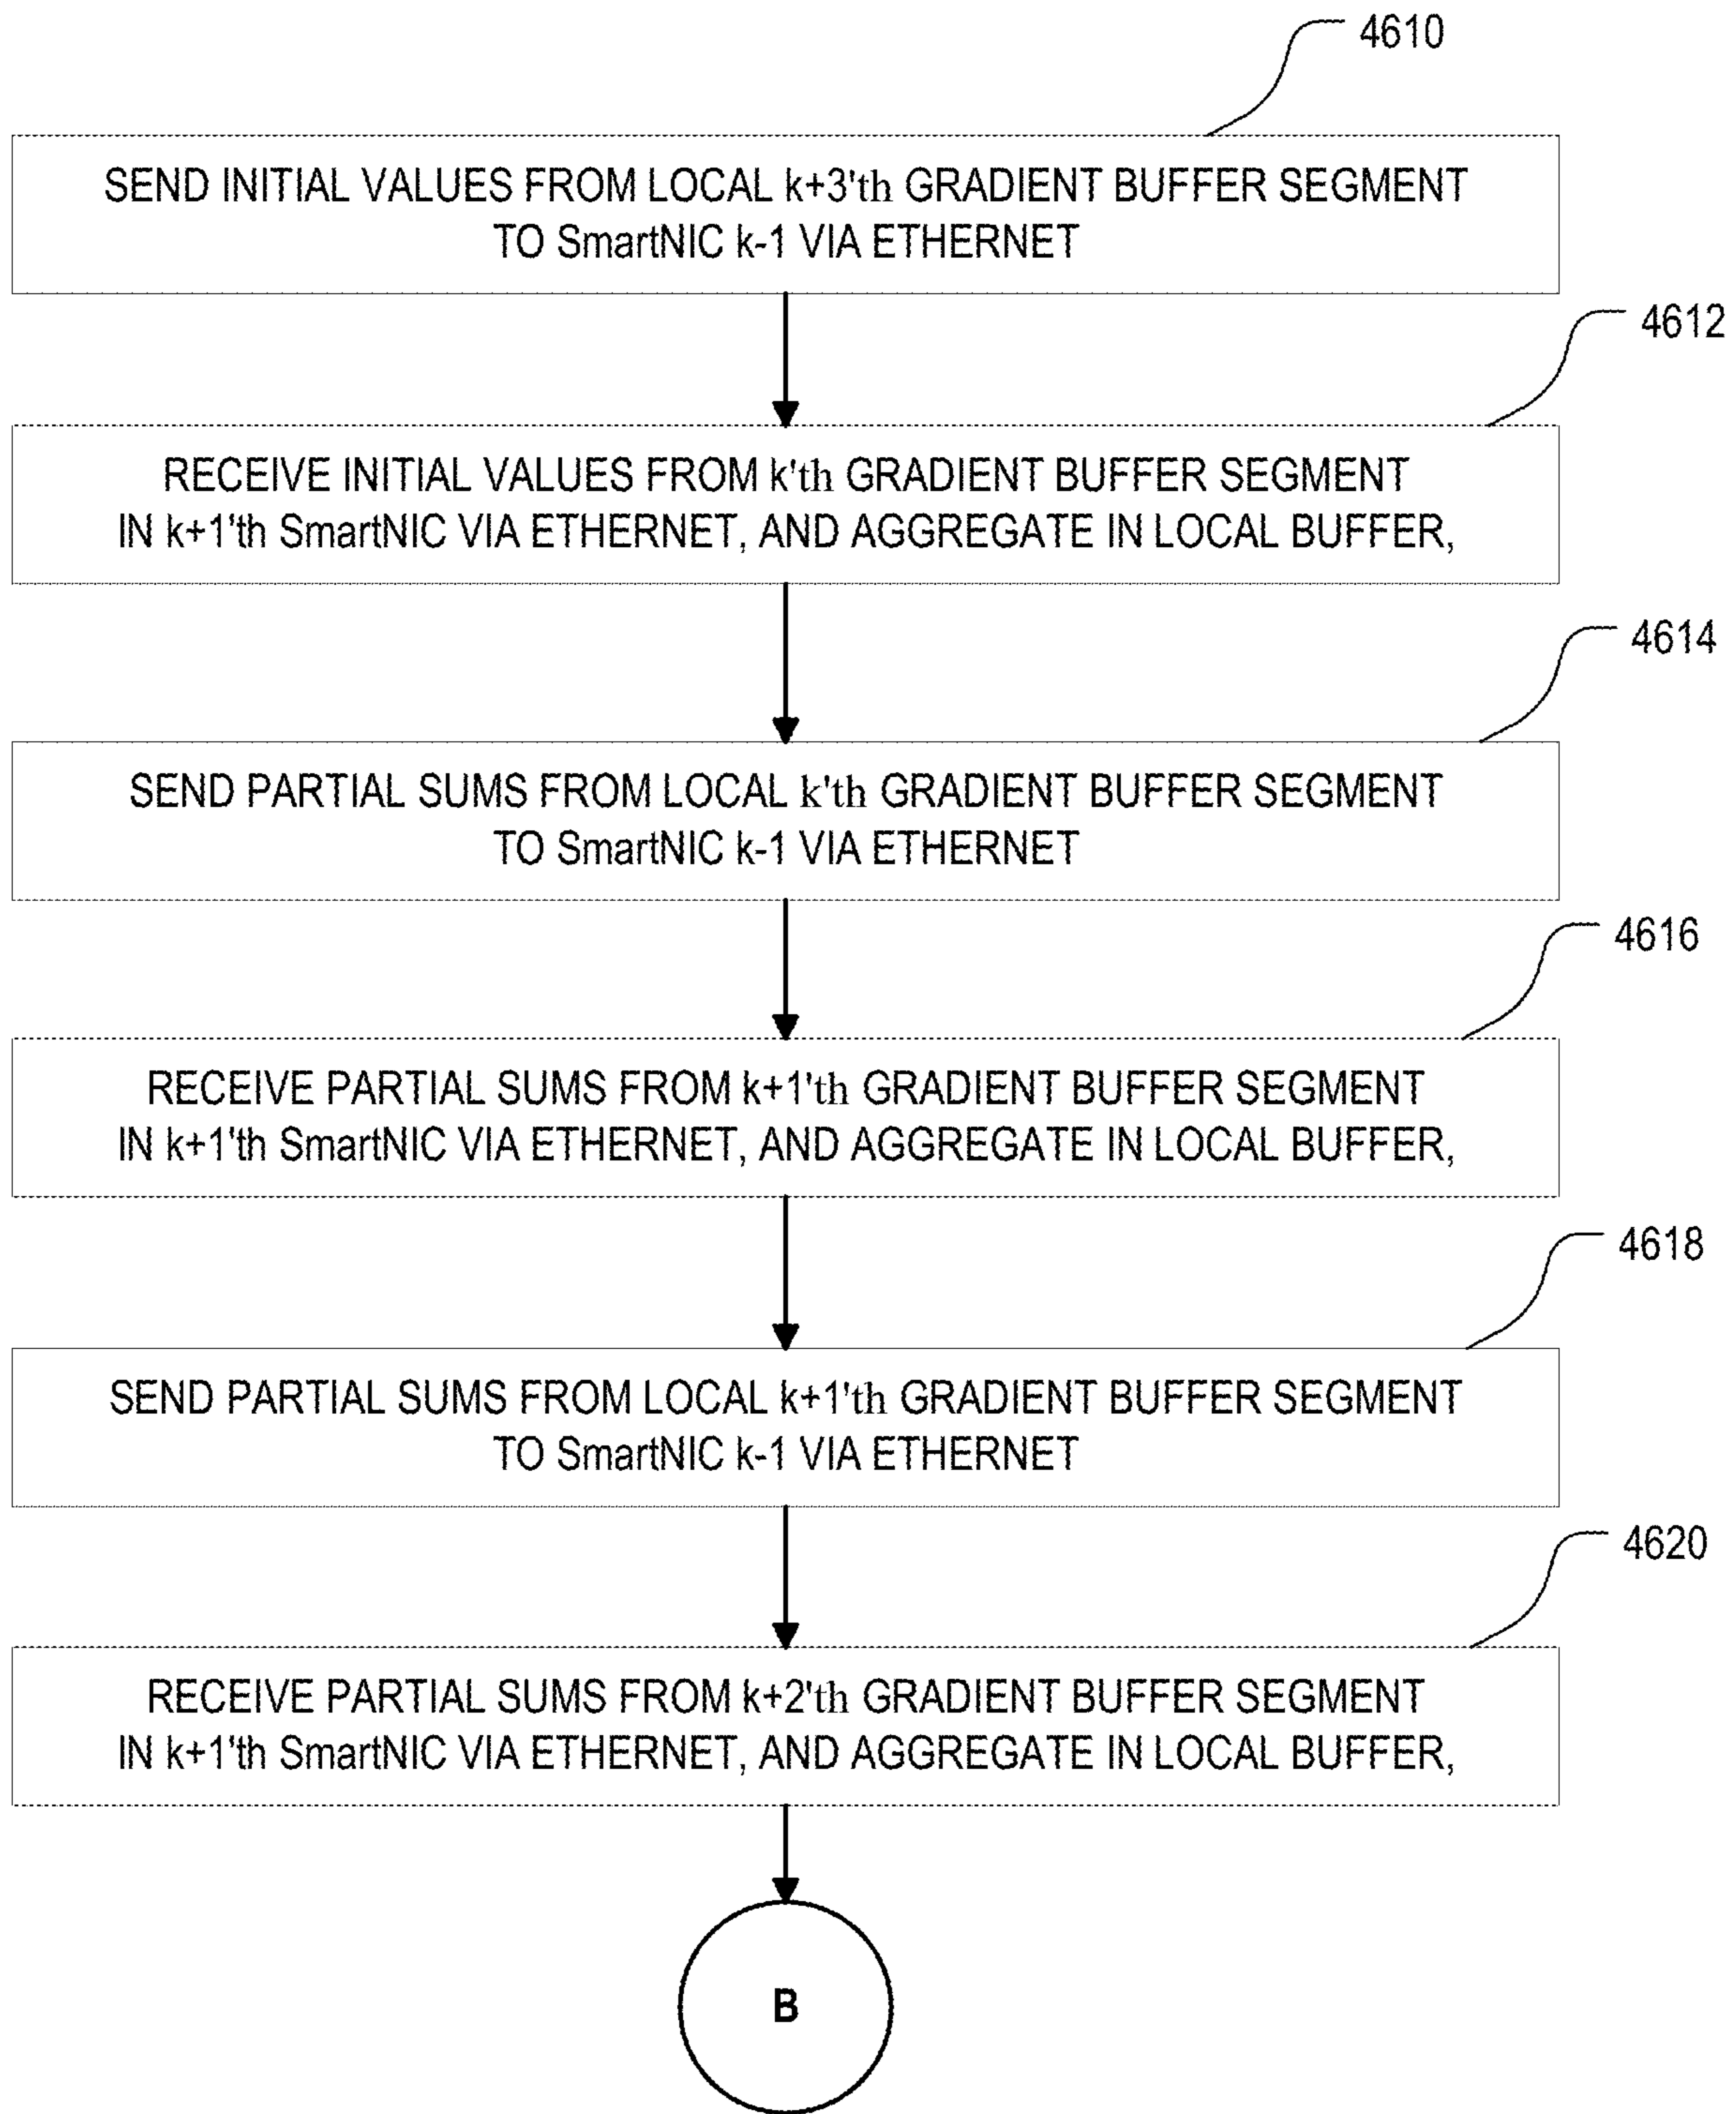 4610
SEND INITIAL VALUES FROM LOCAL k+3'th GRADIENT BUFFER SEGMENT
TO SmartNIC k-1 VIA ETHERNET
4612
RECEIVE INITIAL VALUES FROM k'th GRADIENT BUFFER SEGMENT
IN k+1'th SmartNIC VIA ETHERNET, AND AGGREGATE IN LOCAL BUFFER,
4614
SEND PARTIAL SUMS FROM LOCAL k'th GRADIENT BUFFER SEGMENT
TO SmartNIC k-1 VIA ETHERNET
4616
RECEIVE PARTIAL SUMS FROM k+1'th GRADIENT BUFFER SEGMENT
IN k+1'th SmartNIC VIA ETHERNET, AND AGGREGATE IN LOCAL BUFFER,
4618
SEND PARTIAL SUMS FROM LOCAL k+1'th GRADIENT BUFFER SEGMENT
TO SmartNIC k-1 VIA ETHERNET
4620
RECEIVE PARTIAL SUMS FROM k+2'th GRADIENT BUFFER SEGMENT
IN k+1'th SmartNIC VIA ETHERNET, AND AGGREGATE IN LOCAL BUFFER,
B